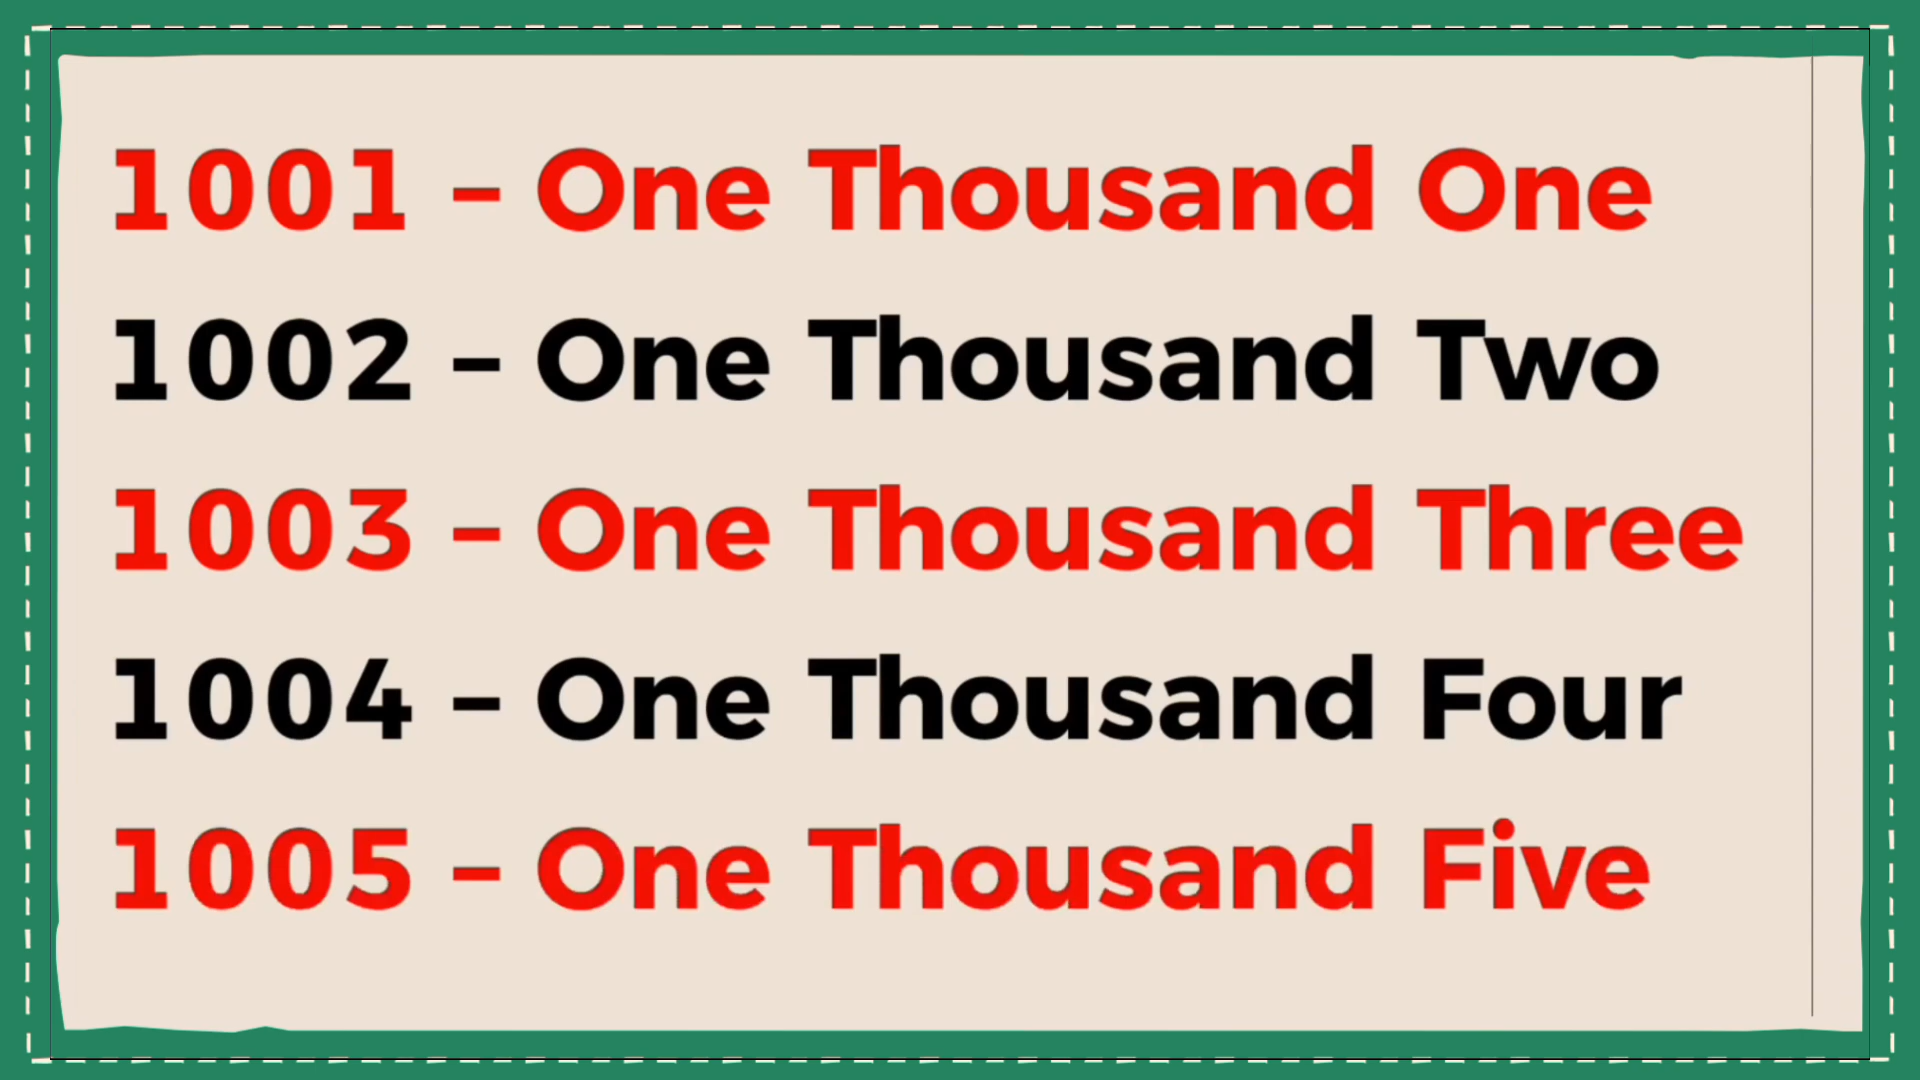 1001 – One Thousand One
1002 – One Thousand Two
1003 – One Thousand Three
1004 – One Thousand Four
1005 – One Thousand Five